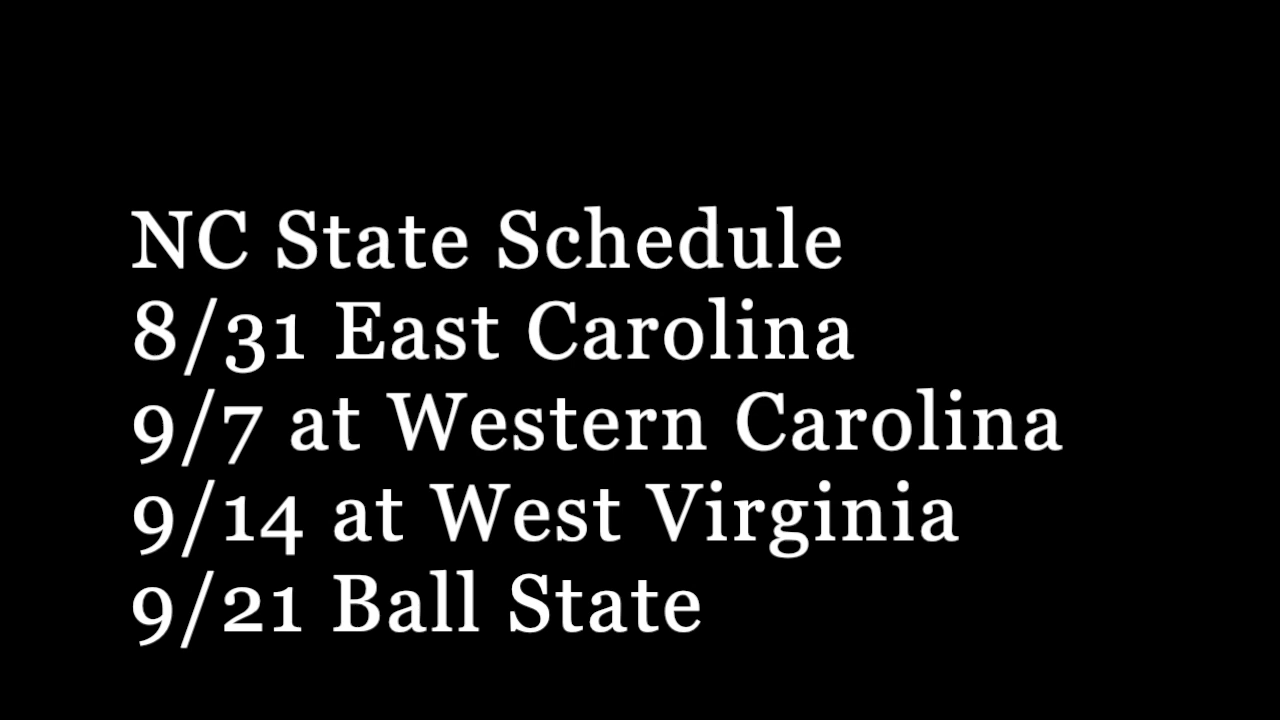 NC State Schedule
8/31 East Carolina
9/7 at Western Carolina
9/14 at West Virginia
9/21 Ball State